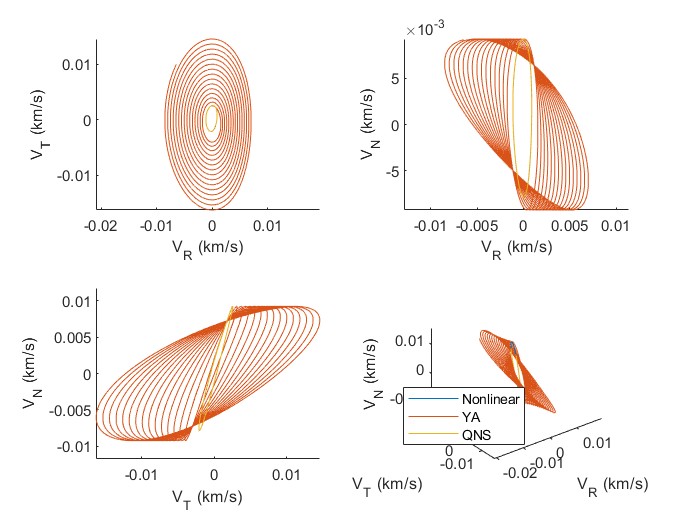 ×10⁻³
0.01
0
-0.01
V_T (km/s)
-0.02 -0.01 0 0.01
V_R (km/s)
5
0
-5
V_N (km/s)
-0.01 -0.005 0 0.005 0.01
V_R (km/s)
0.01
0.005
0
-0.005
-0.01
V_N (km/s)
-0.01 0 0.01
V_T (km/s)
0.01
0
V_N (km/s)
Nonlinear
YA
QNS
0
-0.01
V_T (km/s)
-0.02
-0.01
0
0.01
V_R (km/s)